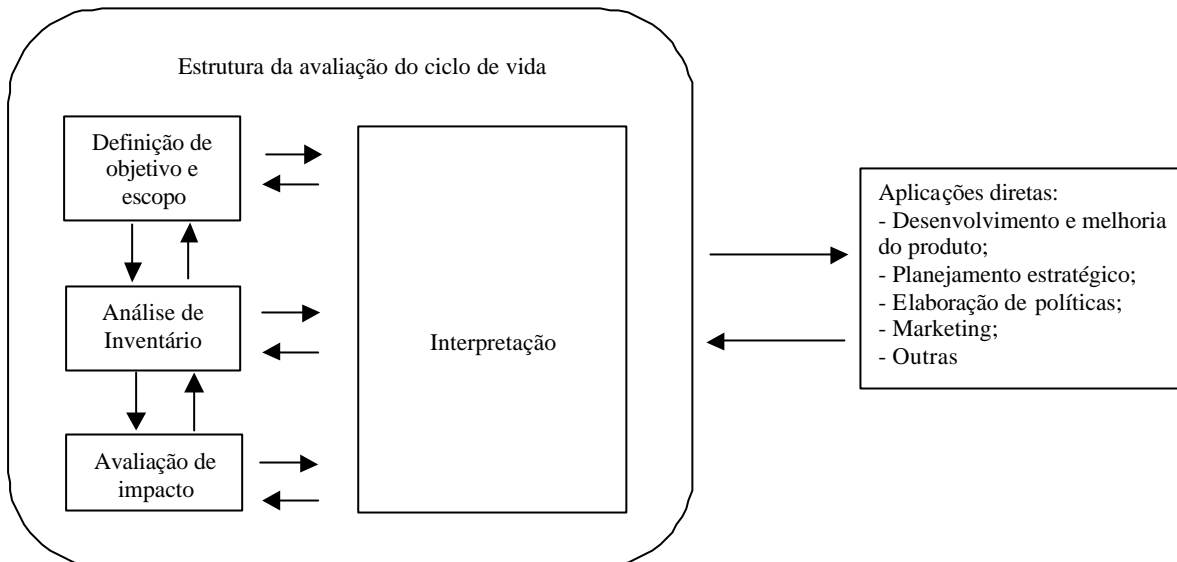 Estrutura da avaliação do ciclo de vida
Definição de
objetivo e
escopo
Análise de
Inventário
Avaliação de
impacto
Interpretação
Aplicações diretas:
- Desenvolvimento e melhoria
do produto;
- Planejamento estratégico;
- Elaboração de políticas;
- Marketing;
- Outras